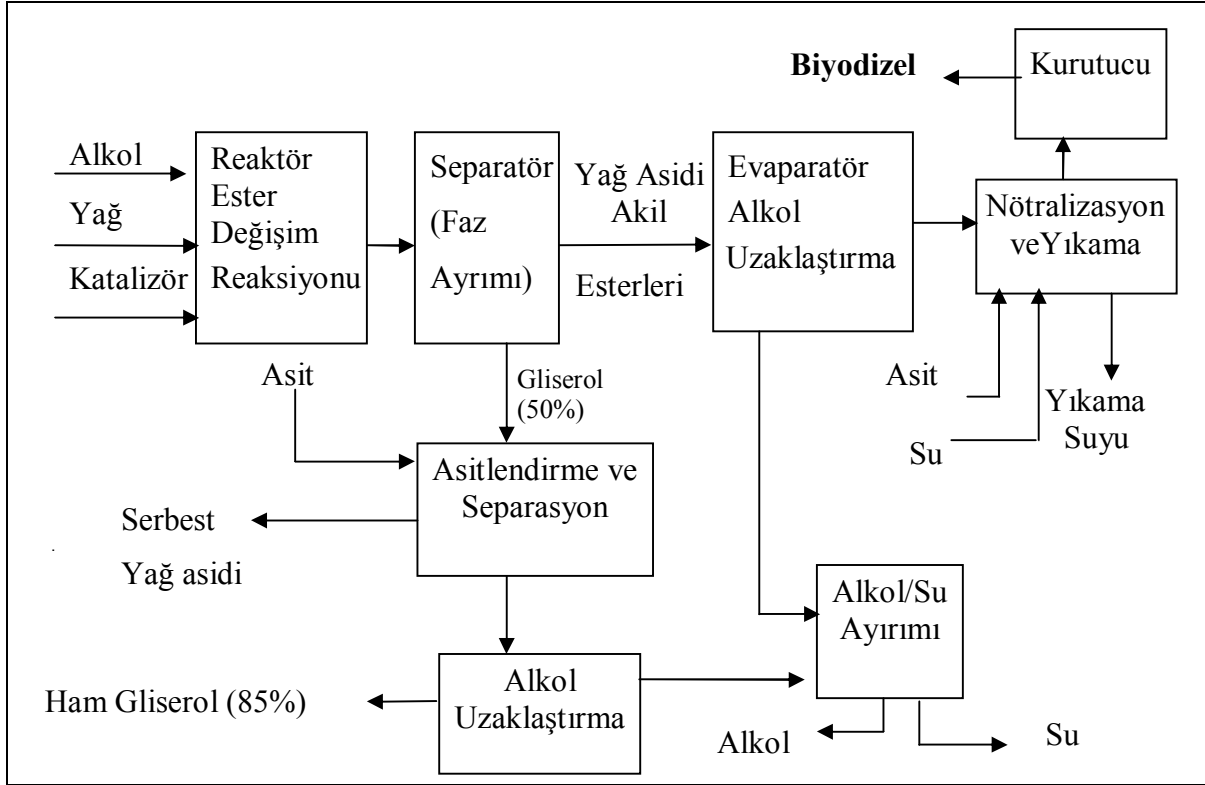 Biyodizel
Kurutucu
Alkol
Yağ
Katalizör
Reaktör
Ester
Değişim
Reaksiyonu
Separatör
(Faz
Ayrımı)
Yağ Asidi
Akil
Esterleri
Evaparatör
Alkol
Uzaklaştırma
Nötralizasyon
veYıkama
Asit
Gliserol
(50%)
Asit
Su
Yıkama
Suyu
Asitlendirme ve
Separasyon
Serbest
Yağ asidi
Alkol/Su
Ayırımı
Ham Gliserol (85%)
Alkol
Uzaklaştırma
Alkol
Su